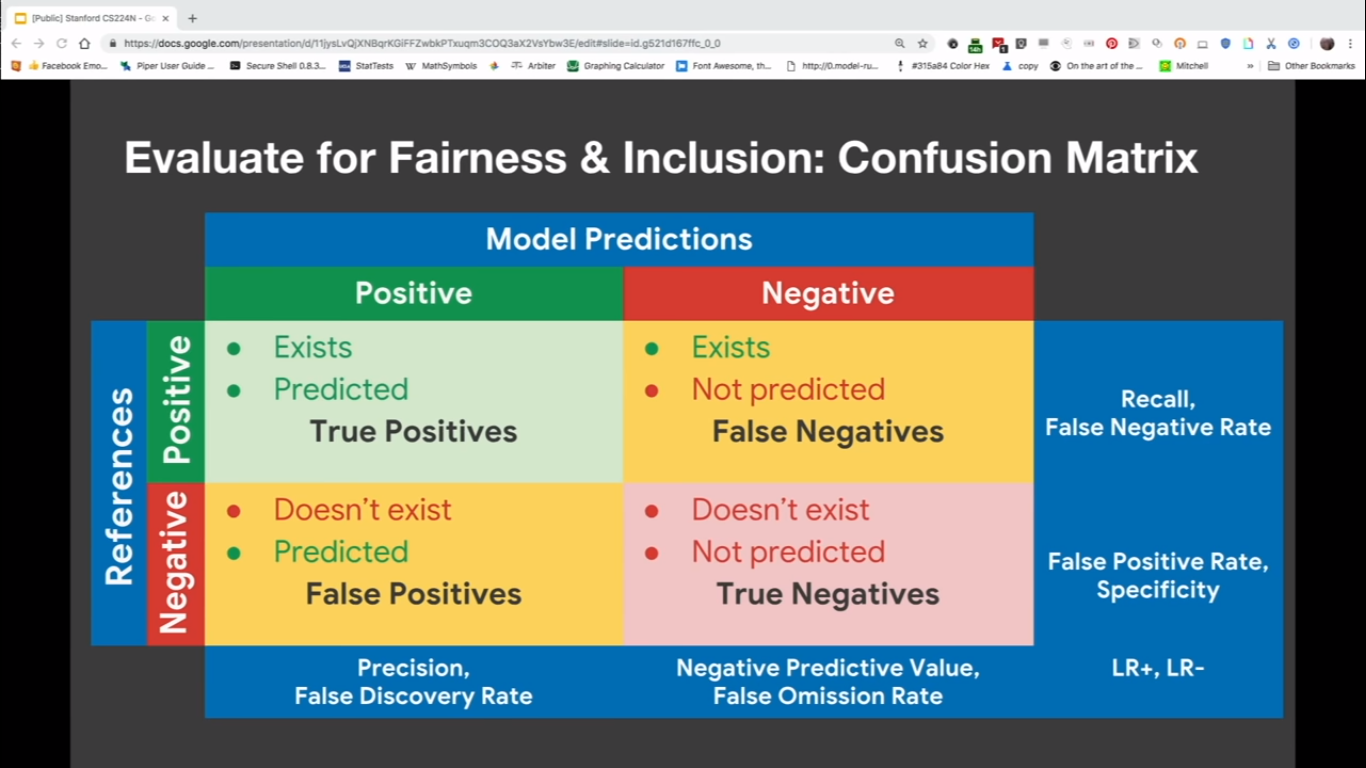 [Public] Stanford CS224N - Go
https://docs.google.com/presentation/d/11jysLvQjXNBqrKGiFFZwbkPTxuqm3COQ3aX2VsYbw3E/edit#slide=id.g521d167ffc_0_0
Facebook Emo... Piper User Guide ... Secure Shell 0.8.3... StatTests MathSymbols Arbiter Graphing Calculator Font Awesome, th... http://0.model-ru... #315a84 Color Hex copy On the art of the ... Mitchell » Other Bookmarks
Evaluate for Fairness & Inclusion: Confusion Matrix
Model Predictions
Positive Negative
References
Positive
• Exists
• Predicted
True Positives
• Exists
• Not predicted
False Negatives
Recall,
False Negative Rate
Negative
• Doesn't exist
• Predicted
False Positives
• Doesn't exist
• Not predicted
True Negatives
False Positive Rate,
Specificity
Precision,
False Discovery Rate
Negative Predictive Value,
False Omission Rate
LR+, LR-